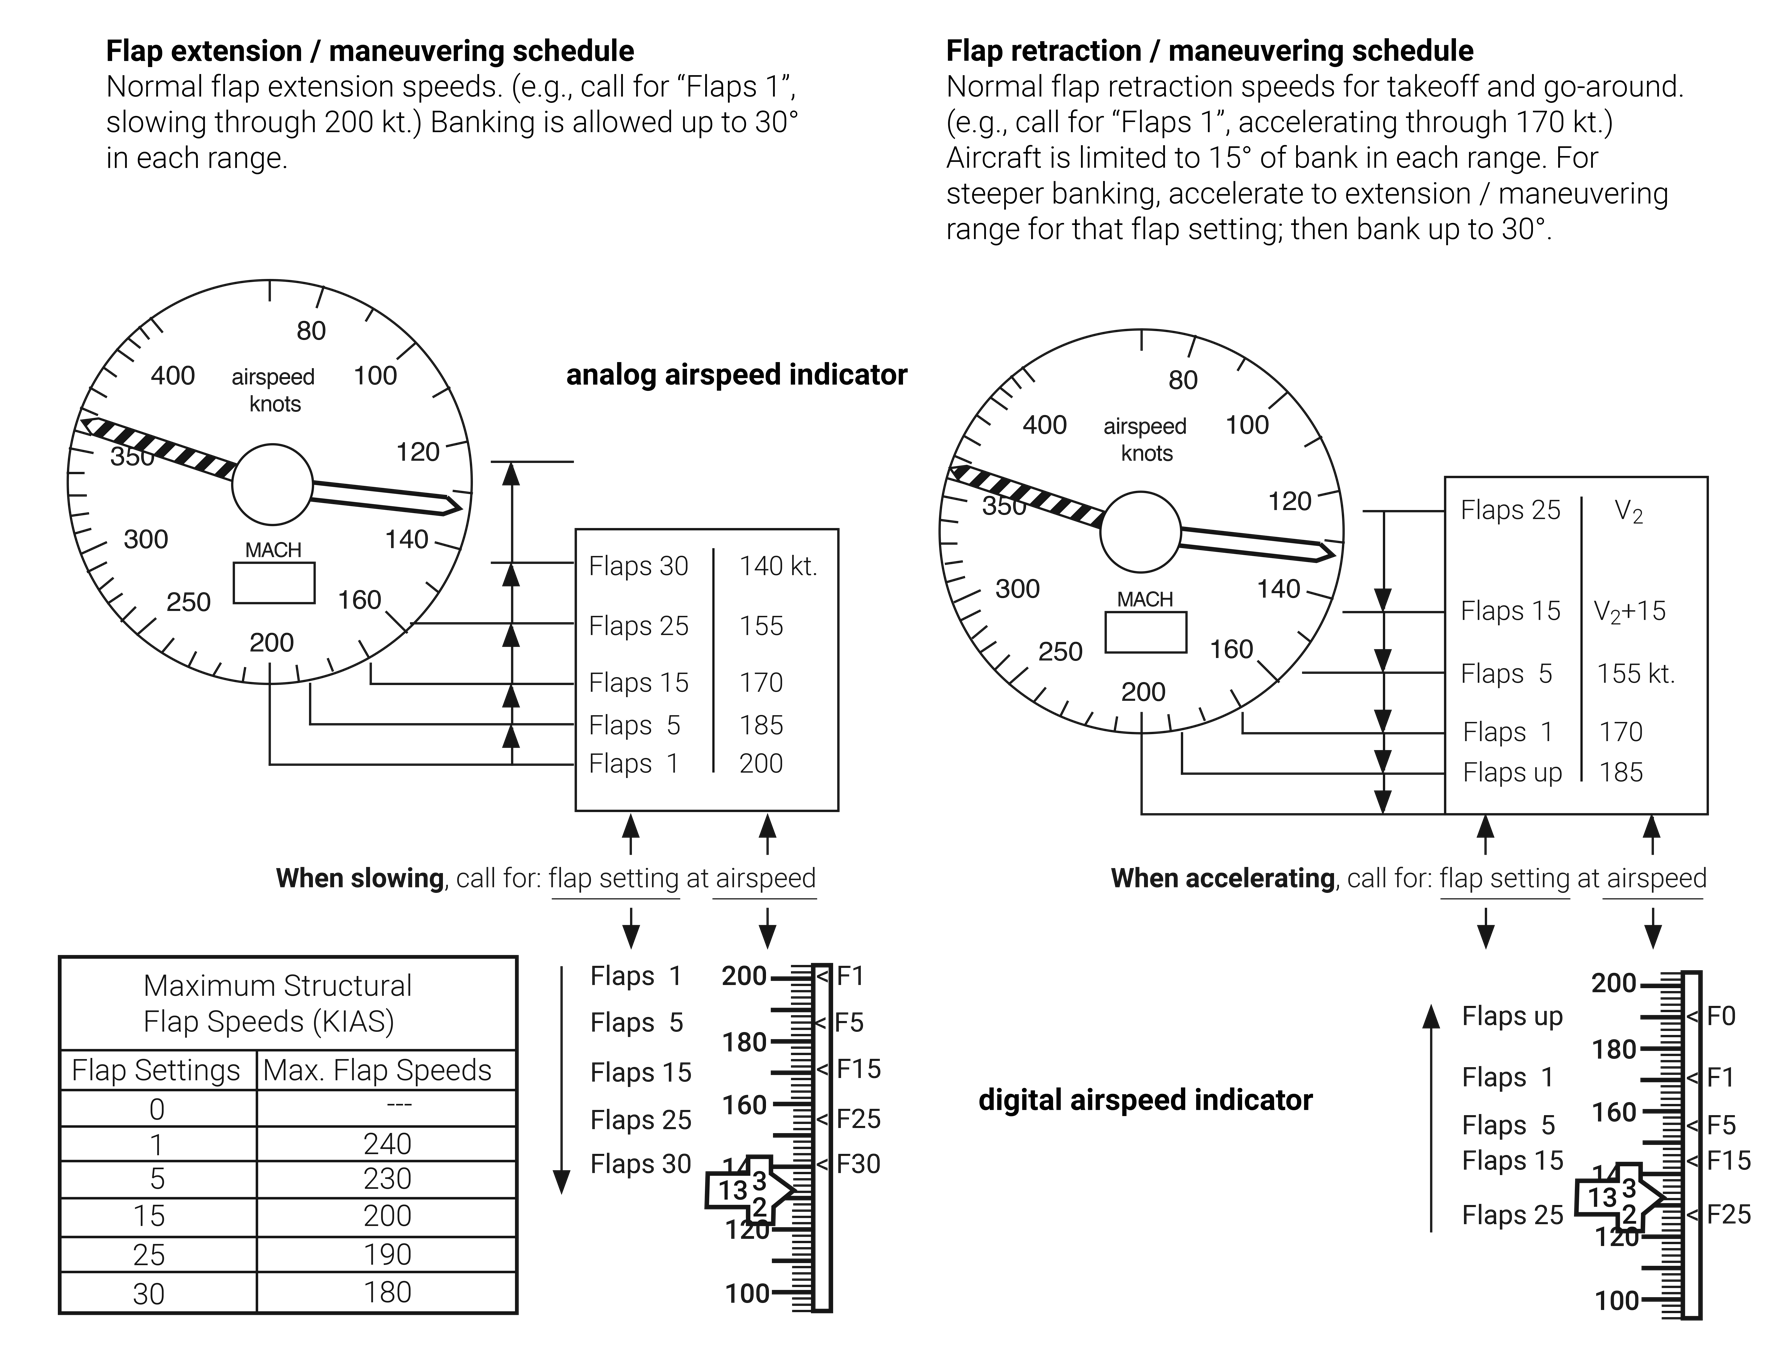 Flap extension / maneuvering schedule
Normal flap extension speeds. (e.g., call for “Flaps 1”,
slowing through 200 kt.) Banking is allowed up to 30°
in each range.
Flap retraction / maneuvering schedule
Normal flap retraction speeds for takeoff and go-around.
(e.g., call for “Flaps 1”, accelerating through 170 kt.)
Aircraft is limited to 15° of bank in each range. For
steeper banking, accelerate to extension / maneuvering
range for that flap setting; then bank up to 30°.
80
400
airspeed
knots
100
120
350
300
140
MACH
250
160
200
analog airspeed indicator
Flaps 30 140 kt.
Flaps 25 155
Flaps 15 170
Flaps 5 185
Flaps 1 200
80
400
airspeed
knots
100
120
350
300
140
MACH
250
160
200
Flaps 25 V2
Flaps 15 V2+15
Flaps 5 155 kt.
Flaps 1 170
Flaps up 185
When slowing, call for: flap setting at airspeed
When accelerating, call for: flap setting at airspeed
Maximum Structural
Flap Speeds (KIAS)
Flap Settings Max. Flap Speeds
0 ---
1 240
5 230
15 200
25 190
30 180
Flaps 1 200 < F1
Flaps 5 < F5
180
Flaps 15 < F15
160
Flaps 25 < F25
Flaps 30 14 < F30
13 3
2
120
100
digital airspeed indicator
200
Flaps up < F0
180
Flaps 1 < F1
160
Flaps 5 < F5
Flaps 15 < F15
14
13 3
2
Flaps 25 < F25
120
100